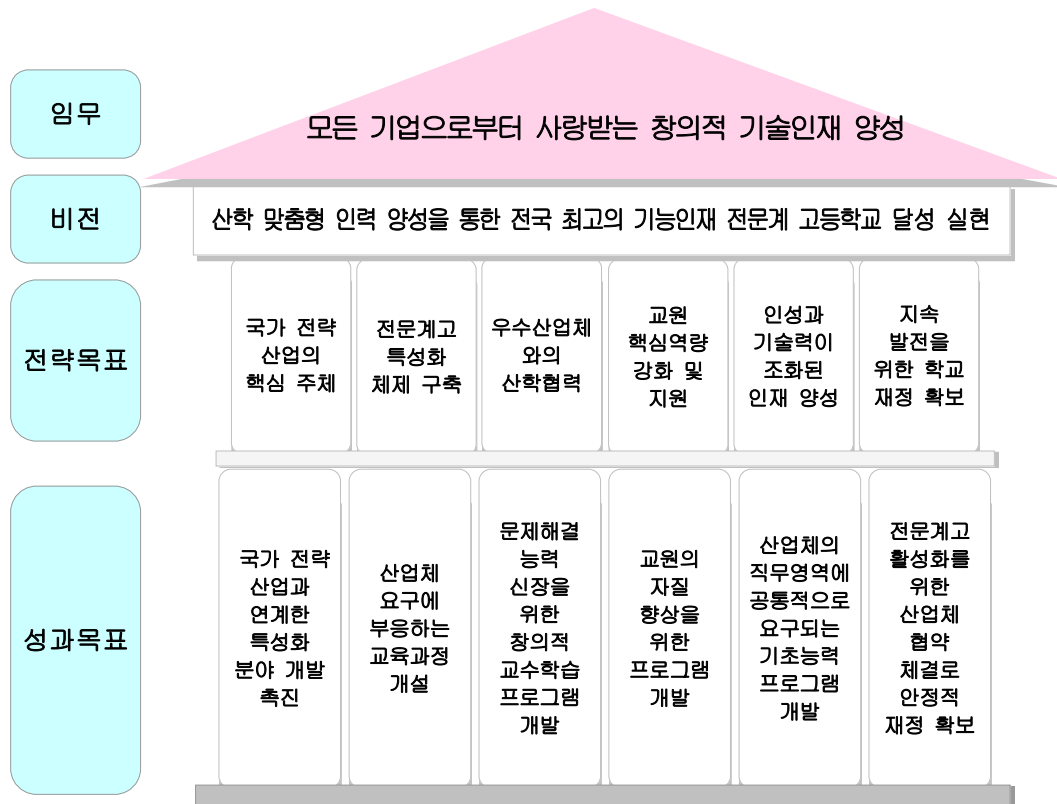 임무
모든 기업으로부터 사랑받는 창의적 기술인재 양성
비전
산학 맞춤형 인력 양성을 통한 전국 최고의 기능인재 전문계 고등학교 달성 실현
전략목표
국가 전략
산업의
핵심 주체
전문계고
특성화
체제 구축
우수산업체
와의
산학협력
교원
핵심역량
강화 및
지원
인성과
기술력이
조화된
인재 양성
지속
발전을
위한 학교
재정 확보
성과목표
국가 전략
산업과
연계한
특성화
분야 개발
촉진
산업체
요구에
부응하는
교육과정
개설
문제해결
능력
신장을
위한
창의적
교수학습
프로그램
개발
교원의
자질
향상을
위한
프로그램
개발
산업체의
직무영역에
공통적으로
요구되는
기초능력
프로그램
개발
전문계고
활성화를
위한
산업체
협약
체결로
안정적
재정 확보